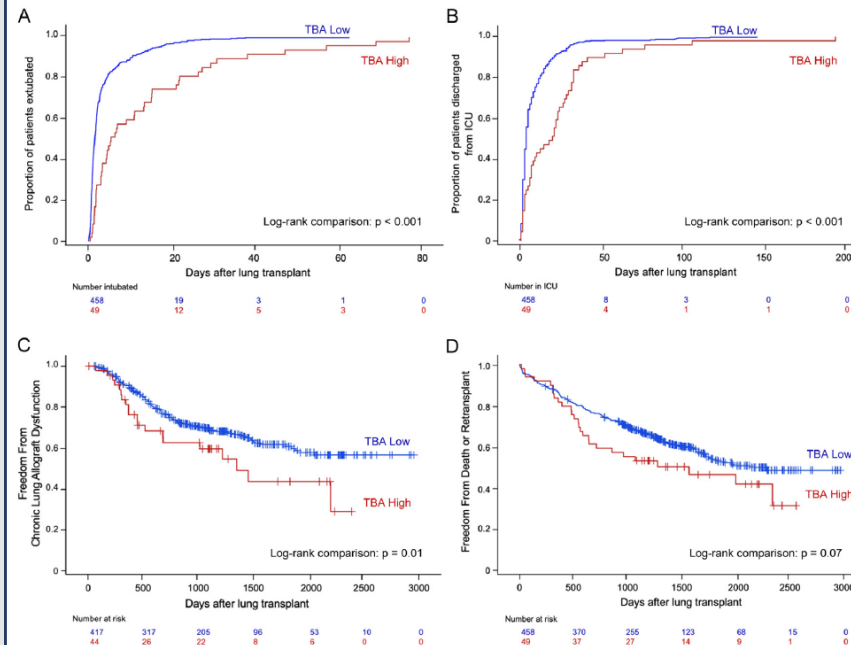 A
1.0
0.8
0.6
0.4
0.2
0
Proportion of patients extubated
TBA Low
TBA High
Log-rank comparison: p < 0.001
0 20 40 60 80
Days after lung transplant
Number intubated
458 19 3 1 0
49 12 5 3 0
B
1.0
0.8
0.6
0.4
0.2
0
Proportion of patients discharged
from ICU
TBA Low
TBA High
Log-rank comparison: p < 0.001
0 50 100 150 200
Days after lung transplant
Number in ICU
458 8 3 0 0
49 4 1 1 0
C
1.0
0.8
0.6
0.4
0.2
0
Freedom From
Chronic Lung Allograft Dysfunction
TBA Low
TBA High
Log-rank comparison: p = 0.01
0 500 1000 1500 2000 2500 3000
Days after lung transplant
Number at risk
417 317 205 96 53 10 0
44 26 22 8 6 0 0
D
1.0
0.8
0.6
0.4
0.2
0
Freedom From Death or Retransplant
TBA Low
TBA High
Log-rank comparison: p = 0.07
0 500 1000 1500 2000 2500 3000
Days after lung transplant
Number at risk
458 370 255 123 68 15 0
49 37 27 14 9 1 0